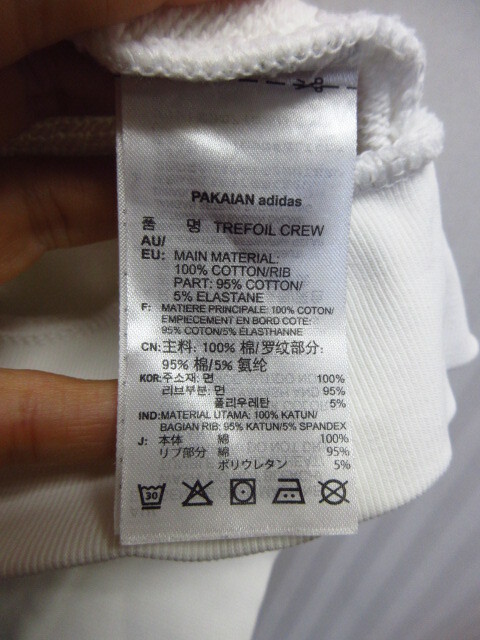 PAKAIAN adidas
품 명 TREFOIL CREW
AU/
EU: MAIN MATERIAL:
100% COTTON/RIB
PART: 95% COTTON/
5% ELASTANE
F: MATIERE PRINCIPALE: 100% COTON/
EMPIECEMENT EN BORD COTE:
95% COTON/5% ÉLASTHANNE
CN:主料: 100% 棉/罗纹部分:
95% 棉/5% 氨纶
KOR:주소재: 면 100%
리브부분: 면 95%
폴리우레탄 5%
IND:MATERIAL UTAMA: 100% KATUN/
BAGIAN RIB: 95% KATUN/5% SPANDEX
J: 本体 綿 100%
リブ部分 綿 95%
ポリウレタン 5%
30